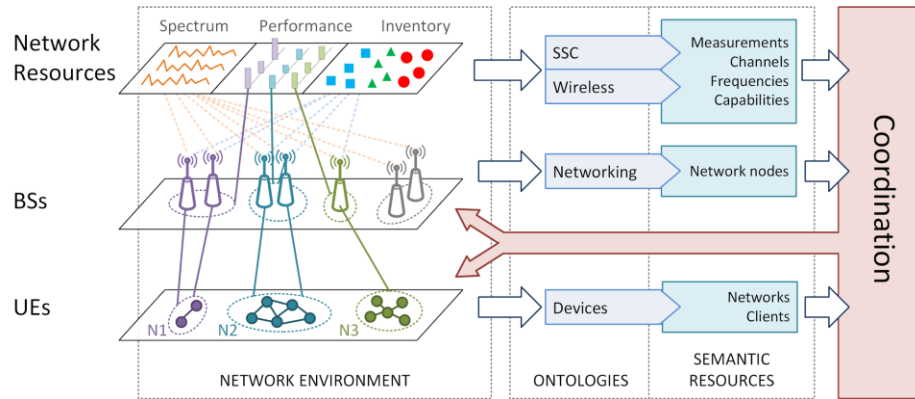 Spectrum Performance Inventory
Network
Resources
SSC
Wireless
Measurements
Channels
Frequencies
Capabilities
BSs
Networking
Network nodes
Coordination
UEs
N1
N2
N3
Devices
Networks
Clients
NETWORK ENVIRONMENT
ONTOLOGIES
SEMANTIC
RESOURCES